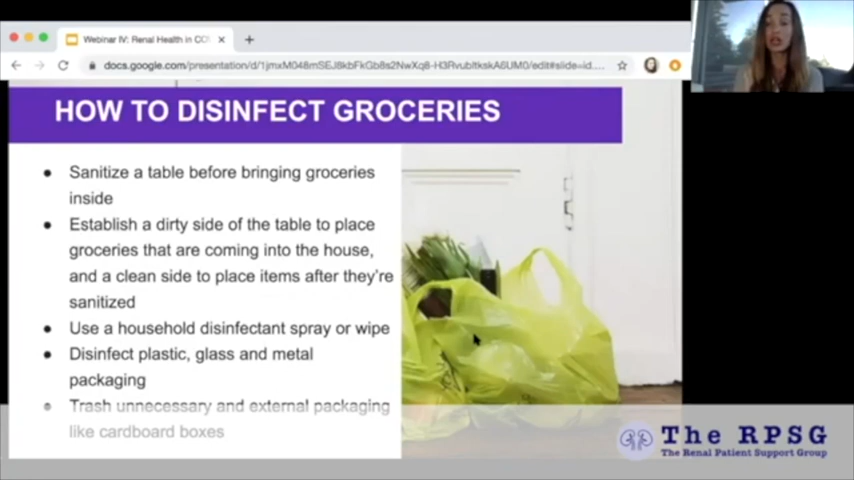 Webinar IV: Renal Health in CO
HOW TO DISINFECT GROCERIES
Sanitize a table before bringing groceries
inside
Establish a dirty side of the table to place
groceries that are coming into the house,
and a clean side to place items after they're
sanitized
Use a household disinfectant spray or wipe
Disinfect plastic, glass and metal
packaging
Trash unnecessary and external packaging
like cardboard boxes
The RPSG
The Renal Patient Support Group